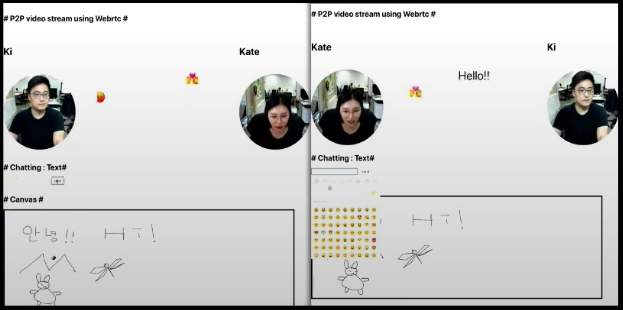 # P2P video stream using Webrtc #
Ki
Kate
# Chatting : Text#
# Canvas #
안녕!! HI!
# P2P video stream using Webrtc #
Kate
Ki
Hello!!
# Chatting : Text#
HI!